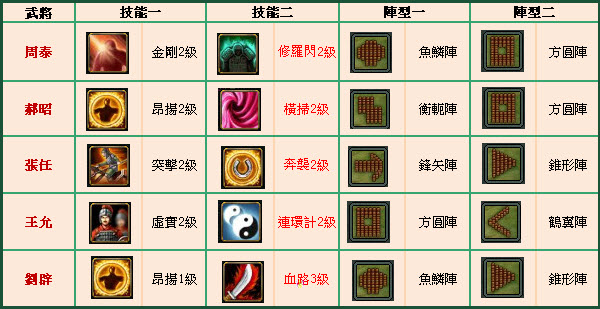 武將 技能一 技能二 陣型一 陣型二
周泰 金剛2級 修羅閃2級 魚鱗陣 方圓陣
郝昭 昂揚2級 橫掃2級 衡軛陣 方圓陣
張任 突擊2級 奔襲2級 鋒矢陣 錐形陣
王允 虛實2級 連環計2級 方圓陣 鶴翼陣
劉辟 昂揚1級 血路3級 魚鱗陣 錐形陣